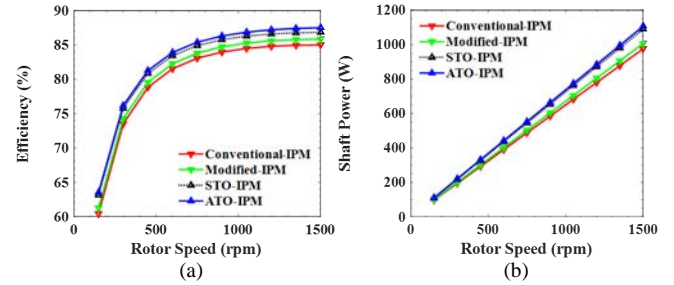 Efficiency (%)
90
85
80
75
70
65
60
0
500
1000
1500
Rotor Speed (rpm)
Conventional-IPM
Modified-IPM
STO-IPM
ATO-IPM
(a)
Shaft Power (W)
1200
1000
800
600
400
200
0
0
500
1000
1500
Rotor Speed (rpm)
Conventional-IPM
Modified-IPM
STO-IPM
ATO-IPM
(b)